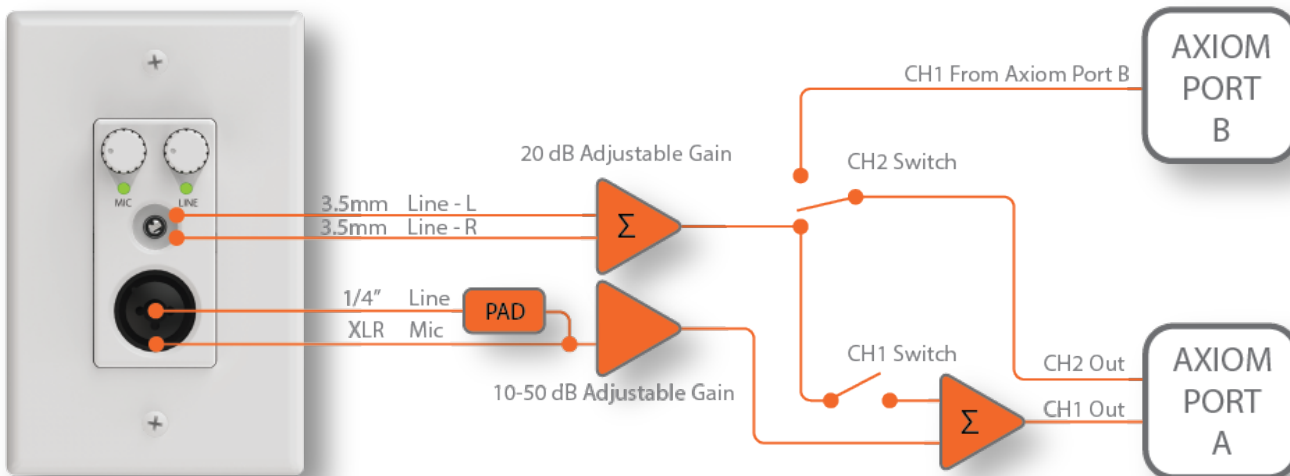 AXIOM
PORT
B
CH1 From Axiom Port B
20 dB Adjustable Gain
CH2 Switch
MIC
LINE
3.5mm Line - L
3.5mm Line - R
Σ
1/4” Line
PAD
XLR Mic
10-50 dB Adjustable Gain
CH1 Switch
Σ
CH2 Out
CH1 Out
AXIOM
PORT
A